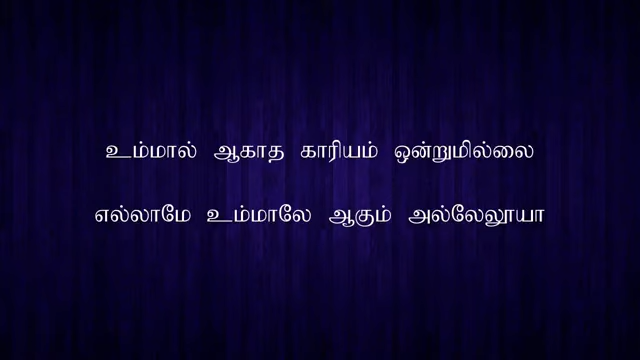 உம்மால் ஆகாத காரியம் ஒன்றுமில்லை
எல்லாமே உம்மாலே ஆகும் அல்லேலூயா